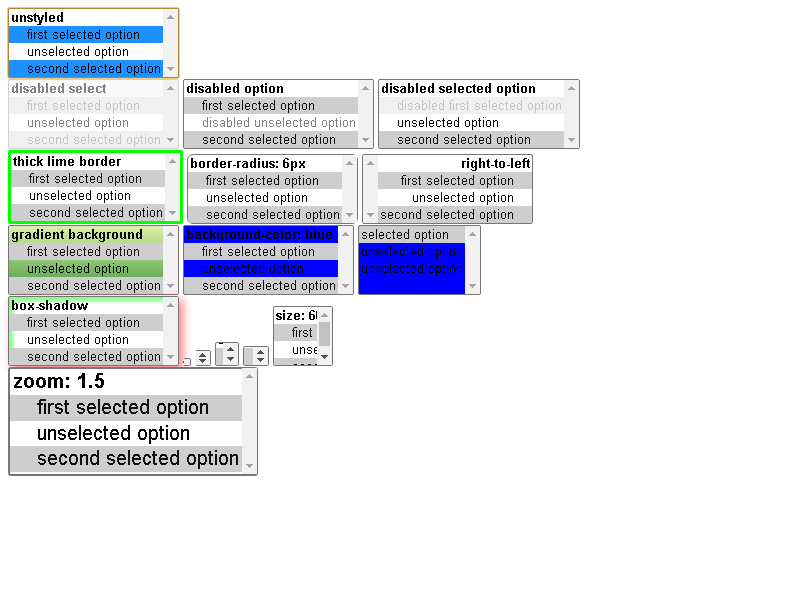 unstyled
first selected option
unselected option
second selected option
disabled select
first selected option
unselected option
second selected option
disabled option
first selected option
disabled unselected option
second selected option
disabled selected option
disabled first selected option
unselected option
second selected option
thick lime border
first selected option
unselected option
second selected option
border-radius: 6px
first selected option
unselected option
second selected option
right-to-left
first selected option
unselected option
second selected option
gradient background
first selected option
unselected option
second selected option
background-color: blue
first selected option
unselected option
second selected option
selected option
unselected option
unselected option
box-shadow
first selected option
unselected option
second selected option
size: 6
first
unse
zoom: 1.5
first selected option
unselected option
second selected option